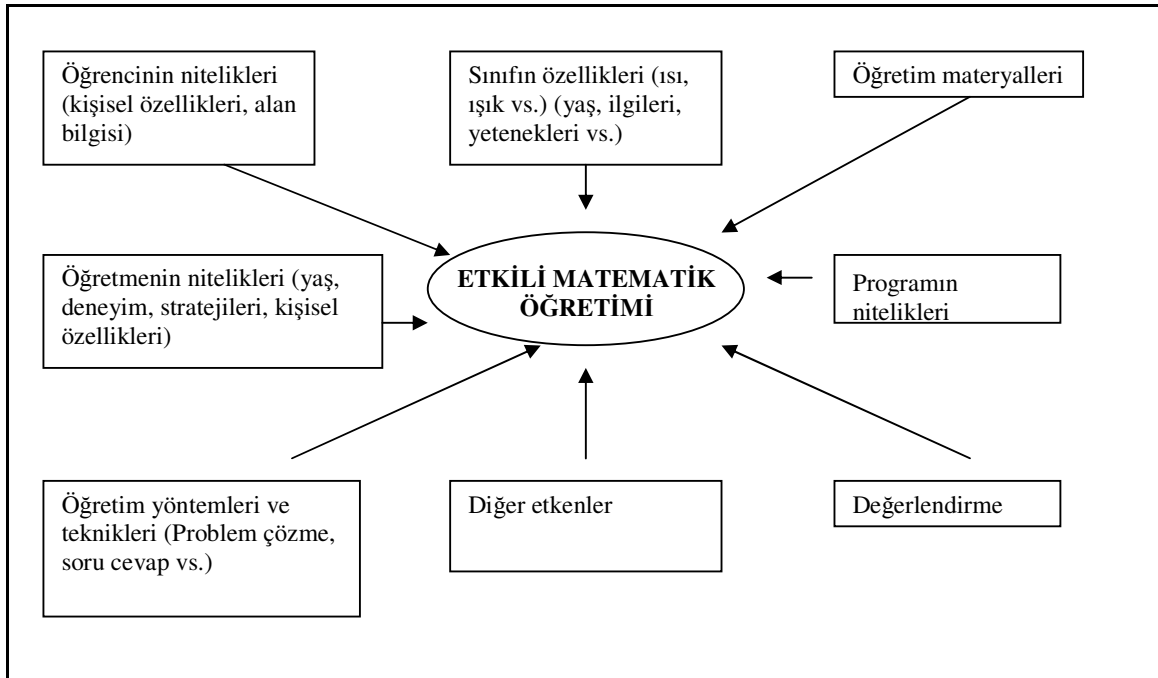 Öğrencinin nitelikleri
(kişisel özellikleri, alan
bilgisi)
Sınıfın özellikleri (ısı,
ışık vs.) (yaş, ilgileri,
yetenekleri vs.)
Öğretim materyalleri
Öğretmenin nitelikleri (yaş,
deneyim, stratejileri, kişisel
özellikleri)
ETKİLİ MATEMATİK
ÖĞRETİMİ
Programın
nitelikleri
Öğretim yöntemleri ve
teknikleri (Problem çözme,
soru cevap vs.)
Diğer etkenler
Değerlendirme